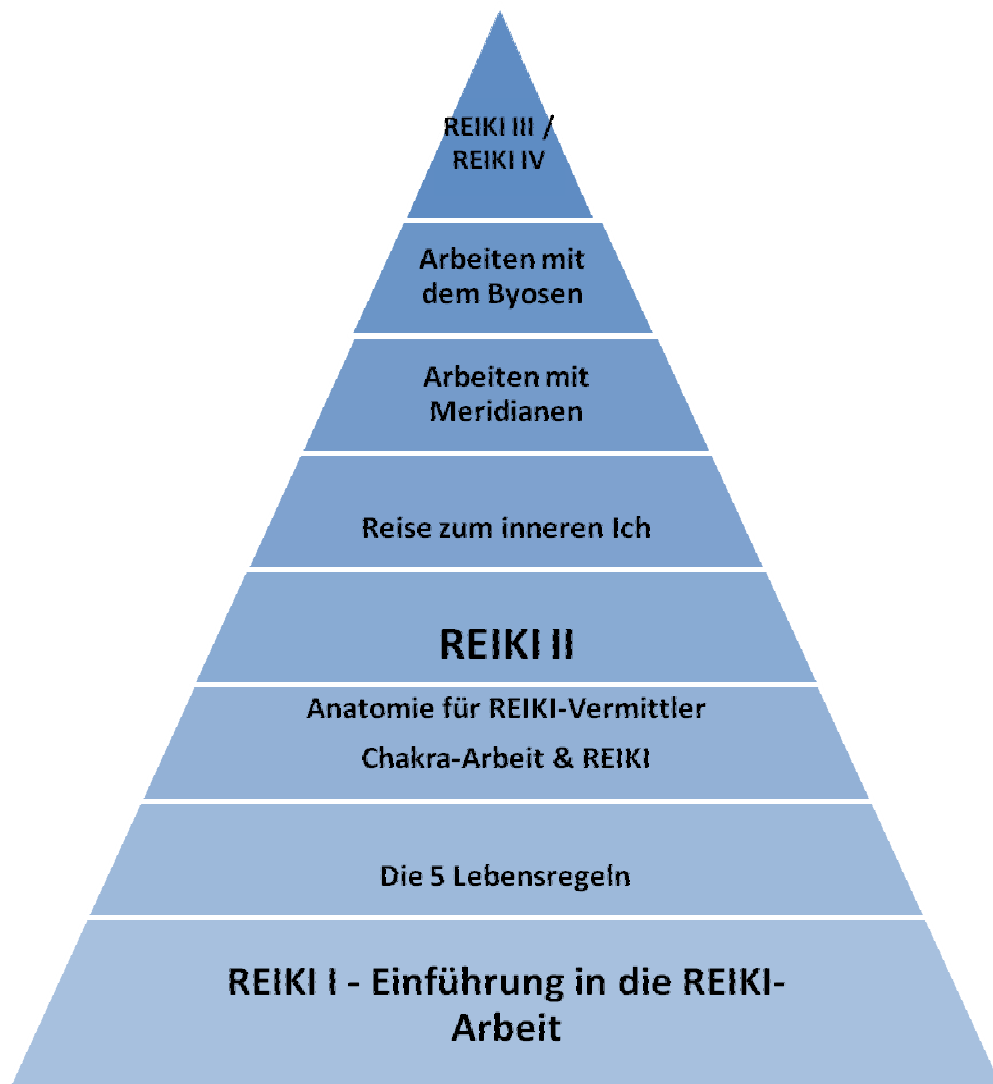 REIKI III /
REIKI IV
Arbeiten mit
dem Byosen
Arbeiten mit
Meridianen
Reise zum inneren Ich
REIKI II
Anatomie für REIKI-Vermittler
Chakra-Arbeit & REIKI
Die 5 Lebensregeln
REIKI I - Einführung in die REIKI-
Arbeit